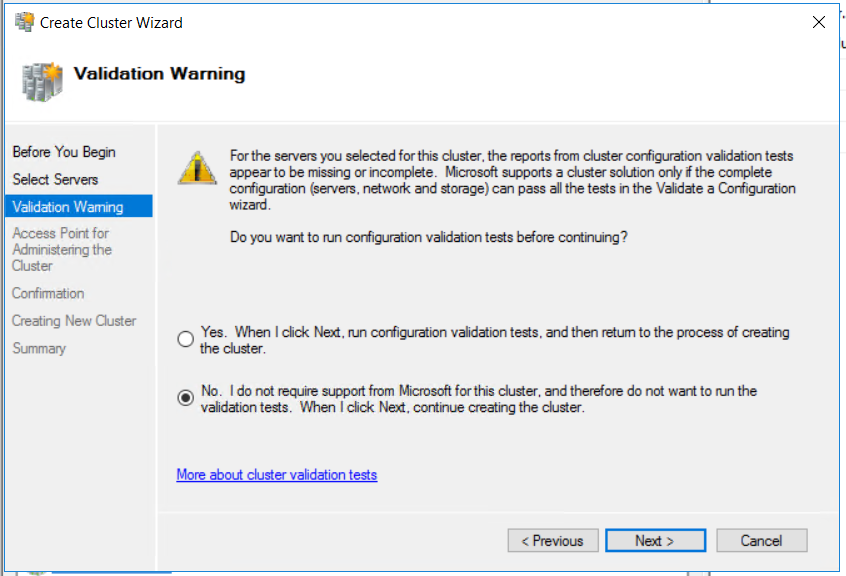 Create Cluster Wizard
Validation Warning
Before You Begin
Select Servers
Validation Warning
Access Point for
Administering the
Cluster
Confirmation
Creating New Cluster
Summary
For the servers you selected for this cluster, the reports from cluster configuration validation tests
appear to be missing or incomplete.  Microsoft supports a cluster solution only if the complete
configuration (servers, network and storage) can pass all the tests in the Validate a Configuration
wizard.
Do you want to run configuration validation tests before continuing?
Yes.  When I click Next, run configuration validation tests, and then return to the process of creating
the cluster.
No.  I do not require support from Microsoft for this cluster, and therefore do not want to run the
validation tests.  When I click Next, continue creating the cluster.
More about cluster validation tests
< Previous
Next >
Cancel